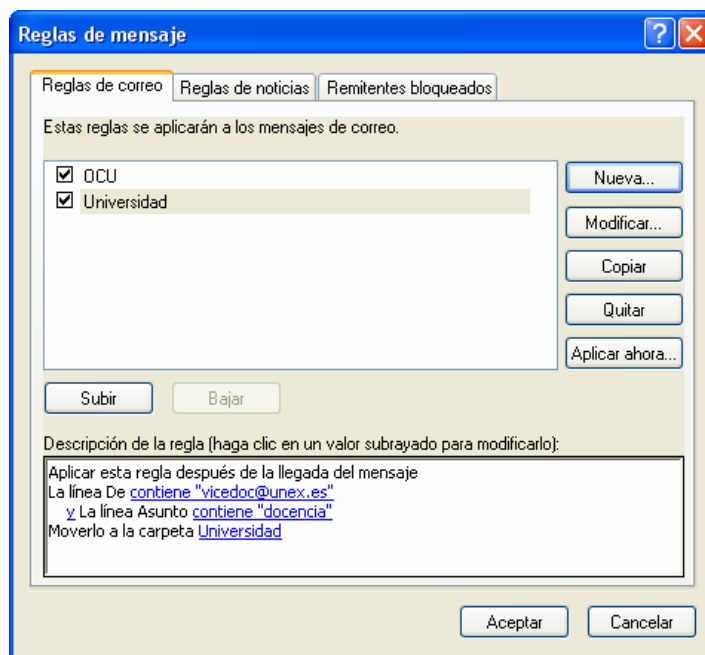 Reglas de mensaje
Reglas de correo Reglas de noticias Remitentes bloqueados
Estas reglas se aplicarán a los mensajes de correo.
OCU
Universidad
Nueva...
Modificar...
Copiar
Quitar
Aplicar ahora...
Subir Bajar
Descripción de la regla (haga clic en un valor subrayado para modificarlo):
Aplicar esta regla después de la llegada del mensaje
La línea De contiene "vicedoc@unex.es"
y La línea Asunto contiene "docencia"
Moverlo a la carpeta Universidad
Aceptar Cancelar